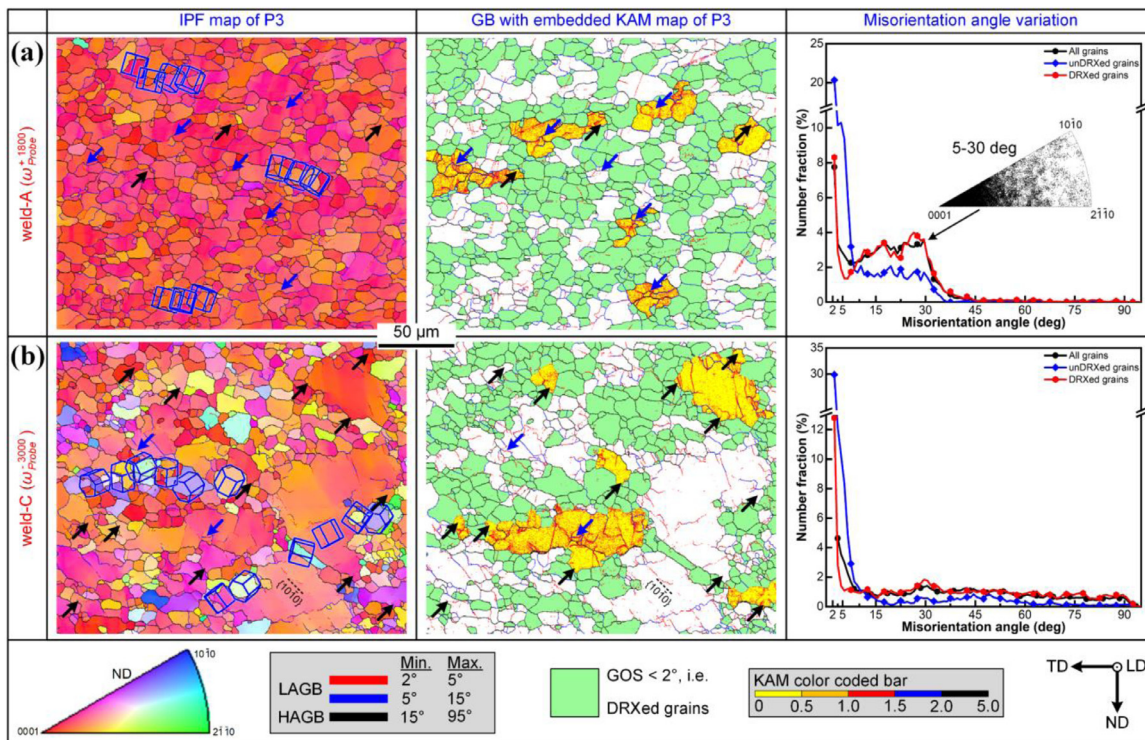 IPF map of P3
GB with embedded KAM map of P3
Misorientation angle variation
(a)
weld-A (ω⁺¹⁸⁰⁰Probe)
25
20
10
8
6
4
2
0
Number fraction (%)
All grains
unDRXed grains
DRXed grains
5-30 deg
101̄0
0001
21̄1̄0
2 5 15 30 45 60 75 90
Misorientation angle (deg)
50 µm
(b)
weld-C (ω⁻³⁰⁰⁰Probe)
(101̄0)
(101̄0)
35
30
12
10
8
6
4
2
0
Number fraction (%)
All grains
unDRXed grains
DRXed grains
2 5 15 30 45 60 75 90
Misorientation angle (deg)
ND
101̄0
0001
21̄1̄0
Min. Max.
LAGB 2° 5°
5° 15°
HAGB 15° 95°
GOS < 2°, i.e.
DRXed grains
KAM color coded bar
0 0.5 1.0 1.5 2.0 5.0
TD LD
ND